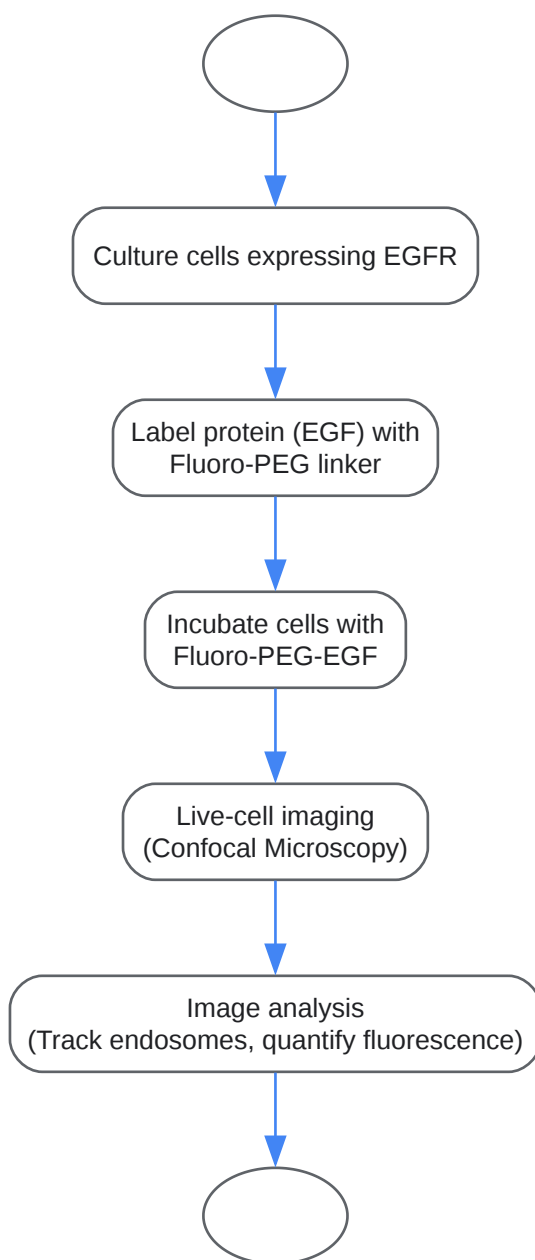 Culture cells expressing EGFR
Label protein (EGF) with
Fluoro-PEG linker
Incubate cells with
Fluoro-PEG-EGF
Live-cell imaging
(Confocal Microscopy)
Image analysis
(Track endosomes, quantify fluorescence)